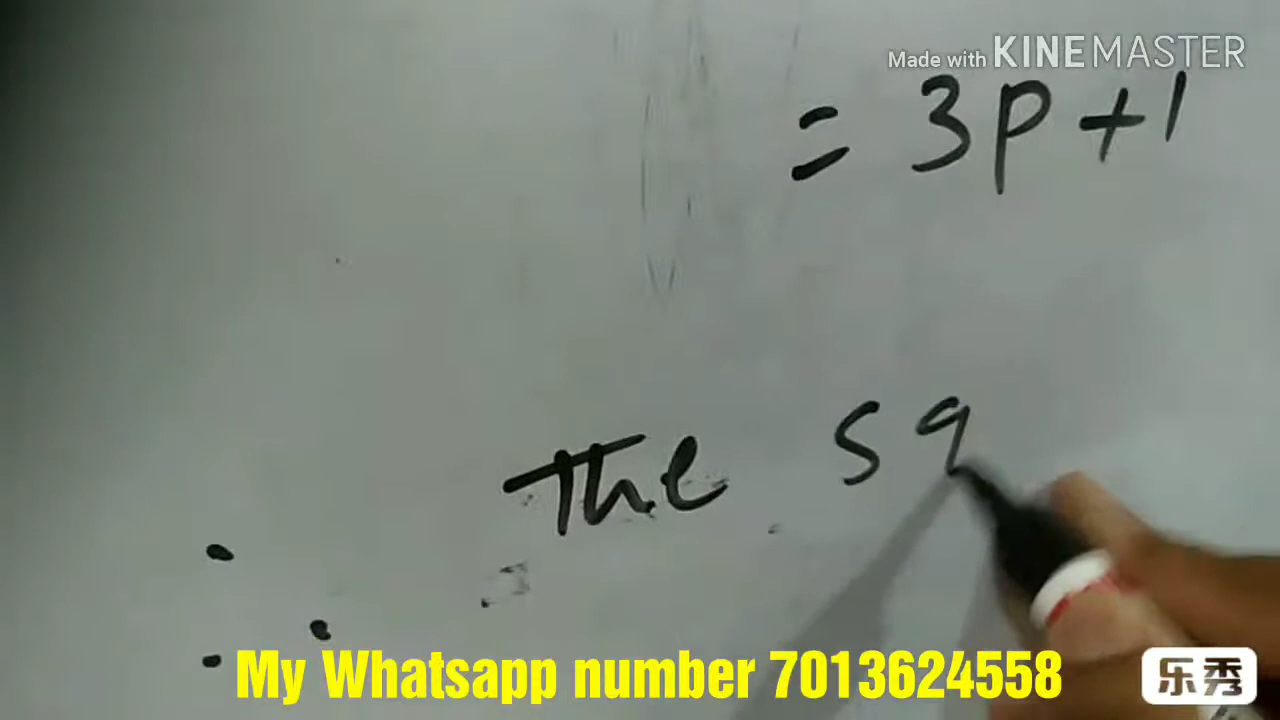 Made with KINEMASTER
= 3P+1
∴ The sq
My Whatsapp number 7013624558
乐秀